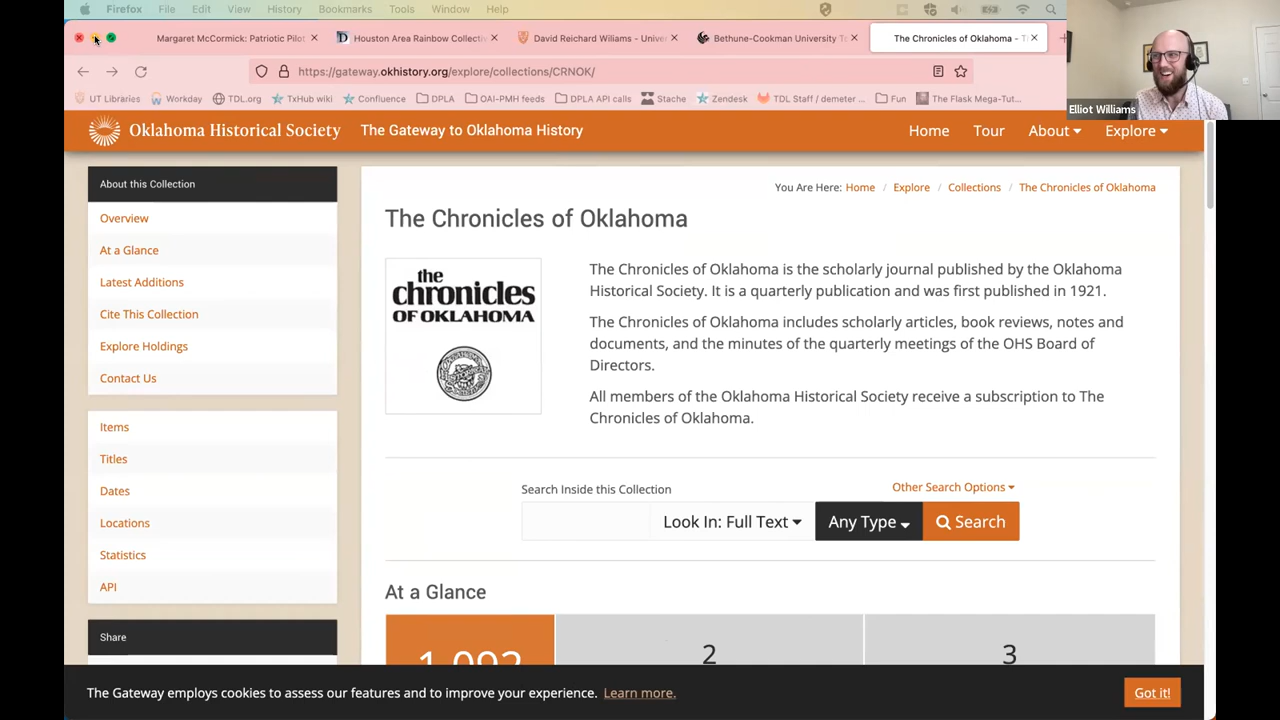 Firefox File Edit View History Bookmarks Tools Window Help
Margaret McCormick: Patriotic Pilot Houston Area Rainbow Collectiv David Reichard Wiliams - Univer Bethune-Cookman University To The Chronicles of Oklahoma - T
https://gateway.okhistory.org/explore/collections/CRNOK/
UT Libraries Workday TDL.org TxHub wiki Confluence DPLA OAI-PMH feeds DPLA API calls Stache Zendesk TDL Staff / demeter ... Fun The Flask Mega-Tut...
Elliot Williams
Oklahoma Historical Society The Gateway to Oklahoma History Home Tour About Explore
About this Collection
Overview
At a Glance
Latest Additions
Cite This Collection
Explore Holdings
Contact Us
Items
Titles
Dates
Locations
Statistics
API
Share
You Are Here: Home / Explore / Collections / The Chronicles of Oklahoma
The Chronicles of Oklahoma
the
chronicles
OF OKLAHOMA
The Chronicles of Oklahoma is the scholarly journal published by the Oklahoma
Historical Society. It is a quarterly publication and was first published in 1921.
The Chronicles of Oklahoma includes scholarly articles, book reviews, notes and
documents, and the minutes of the quarterly meetings of the OHS Board of
Directors.
All members of the Oklahoma Historical Society receive a subscription to The
Chronicles of Oklahoma.
Search Inside this Collection Other Search Options
Look In: Full Text Any Type Search
At a Glance
1,092 2 3
The Gateway employs cookies to assess our features and to improve your experience. Learn more. Got it!